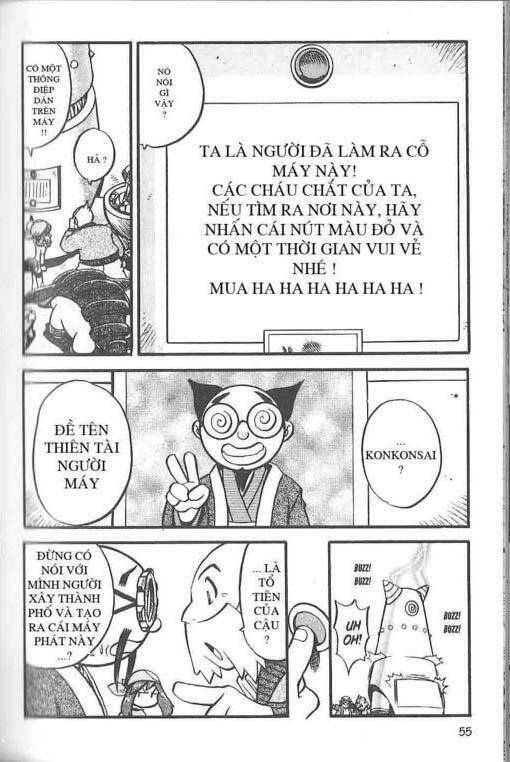 CÓ MỘT
THÔNG
ĐIỆP
DÁN
TRÊN
MÁY
!!
HẢ ?
NÓ
NÓI
GÌ
VẬY
?
TA LÀ NGƯỜI ĐÃ LÀM RA CỖ
MÁY NÀY!
CÁC CHÁU CHẮT CỦA TA,
NẾU TÌM RA NƠI NÀY, HÃY
NHẤN CÁI NÚT MÀU ĐỎ VÀ
CÓ MỘT THỜI GIAN VUI VẺ
NHÉ !
MUA HA HA HA HA HA HA !
ĐỀ TÊN
THIÊN TÀI
NGƯỜI
MÁY
...
KONKONSAI
?
ĐỪNG CÓ
NÓI VỚI
MÌNH NGƯỜI
XÂY THÀNH
PHỐ VÀ TẠO
RA CÁI MẤY
PHÁT NÀY
...?
... LÀ
TỔ
TIÊN
CỦA
CẬU
?
BUZZ!
BUZZ!
UH
OH!
BUZZ!
BUZZ!
55